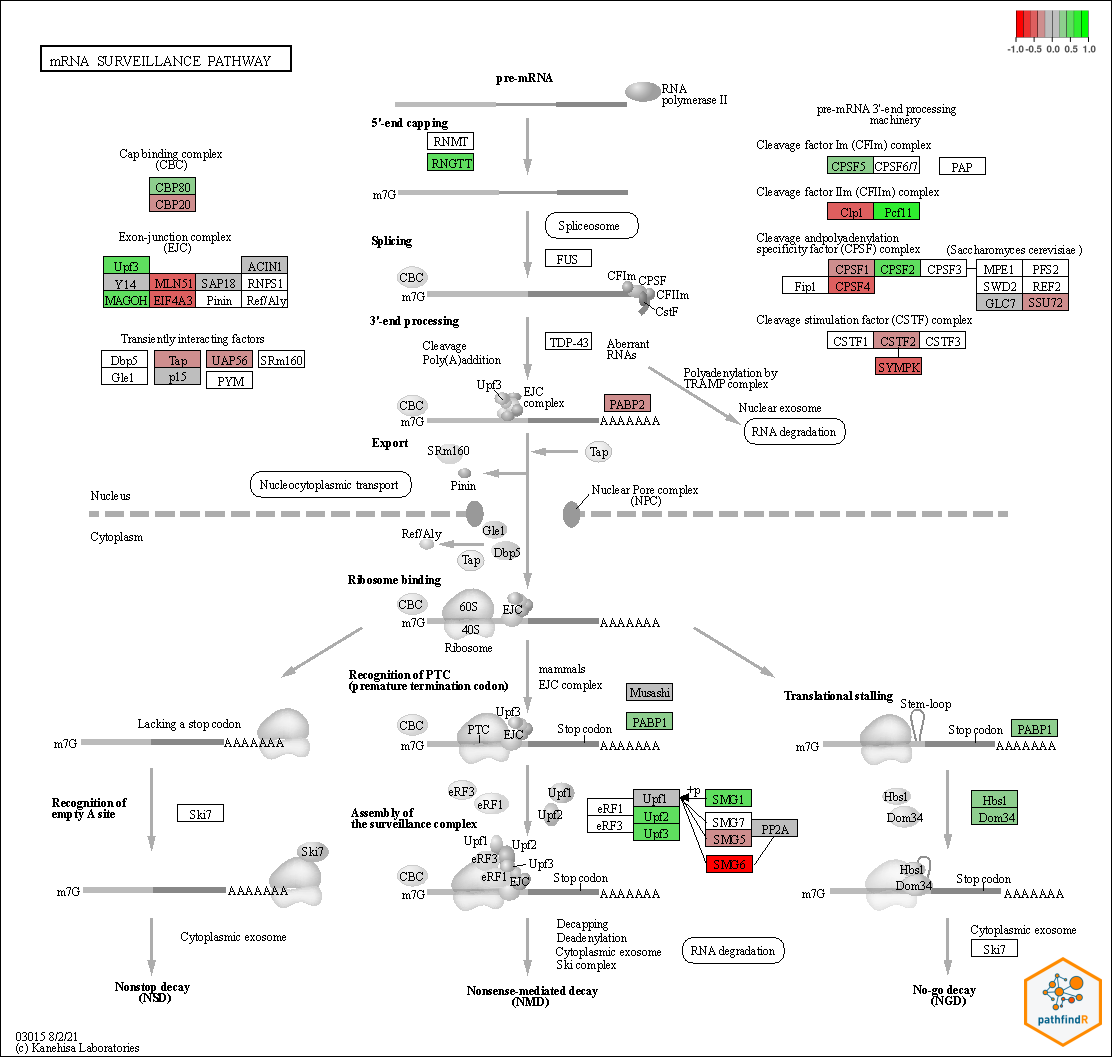 -1.0 -0.5 0.0 0.5 1.0
mRNA SURVEILLANCE PATHWAY
pre-mRNA
RNA
polymerase II
5'-end capping
RNMT
RNGTT
m7G
Spliceosome
Splicing
FUS
CBC
m7G
CFIm
CPSF
CFIIm
CstF
3'-end processing
TDP-43
Cleavage
Poly(A)addition
Aberrant
RNAs
Polyadenylation by
TRAMP complex
Nuclear exosome
RNA degradation
Upf3
EJC
complex
CBC
m7G
PABP2
AAAAAAA
Export
SRm160
Tap
Pinin
Nucleocytoplasmic transport
Nucleus
Nuclear Pore complex
(NPC)
Cytoplasm
Ref/Aly
Gle1
Dbp5
Tap
Cap binding complex
(CBC)
CBP80
CBP20
Exon-junction complex
(EJC)
Upf3
ACIN1
Y14
MLN51
SAP18
RNPS1
MAGOH
EIF4A3
Pinin
Ref/Aly
Transiently interacting factors
Dbp5
Tap
UAP56
SRm160
Gle1
p15
PYM
pre-mRNA 3'-end processing
machinery
Cleavage factor Im (CFIm) complex
CPSF5
CPSF6/7
PAP
Cleavage factor IIm (CFIIm) complex
Clp1
Pcf11
Cleavage andpolyadenylation
specificity factor (CPSF) complex
(Saccharomyces cerevisiae )
CPSF1
CPSF2
CPSF3
MPE1
PFS2
Fip1
CPSF4
SWD2
REF2
GLC7
SSU72
Cleavage stimulation factor (CSTF) complex
CSTF1
CSTF2
CSTF3
SYMPK
Ribosome binding
CBC
m7G
60S
40S
EJC
AAAAAAA
Ribosome
Recognition of PTC
(premature termination codon)
mammals
EJC complex
Musashi
PABP1
CBC
m7G
PTC
Upf3
EJC
Stop codon
AAAAAAA
Translational stalling
Stem-loop
m7G
Stop codon
PABP1
AAAAAAA
Lacking a stop codon
m7G
AAAAAAA
Recognition of
empty A site
Ski7
Ski7
m7G
AAAAAAA
Cytoplasmic exosome
Nonstop decay
(NSD)
eRF3
eRF1
Upf1
Upf2
Assembly of
the surveillance complex
eRF1
eRF3
Upf1
Upf2
Upf3
+p
SMG1
SMG7
SMG5
SMG6
PP2A
Upf1
Upf2
eRF3
Upf3
eRF1
EJC
CBC
m7G
Stop codon
AAAAAAA
Decapping
Deadenylation
Cytoplasmic exosome
Ski complex
RNA degradation
Nonsense-mediated decay
(NMD)
Hbs1
Dom34
Hbs1
Dom34
Hbs1
Dom34
m7G
Stop codon
AAAAAAA
Cytoplasmic exosome
Ski7
No-go decay
(NGD)
pathfindR
03015 8/2/21
(c) Kanehisa Laboratories